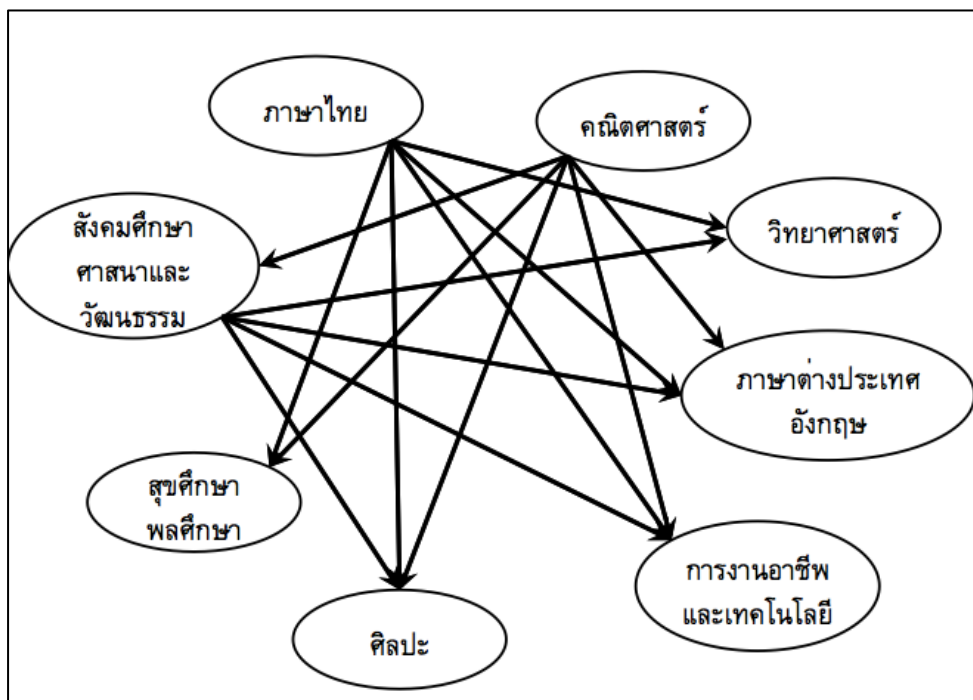 ภาษาไทย
คณิตศาสตร์
สังคมศึกษา
ศาสนาและ
วัฒนธรรม
วิทยาศาสตร์
ภาษาต่างประเทศ
อังกฤษ
สุขศึกษา
พลศึกษา
การงานอาชีพ
และเทคโนโลยี
ศิลปะ